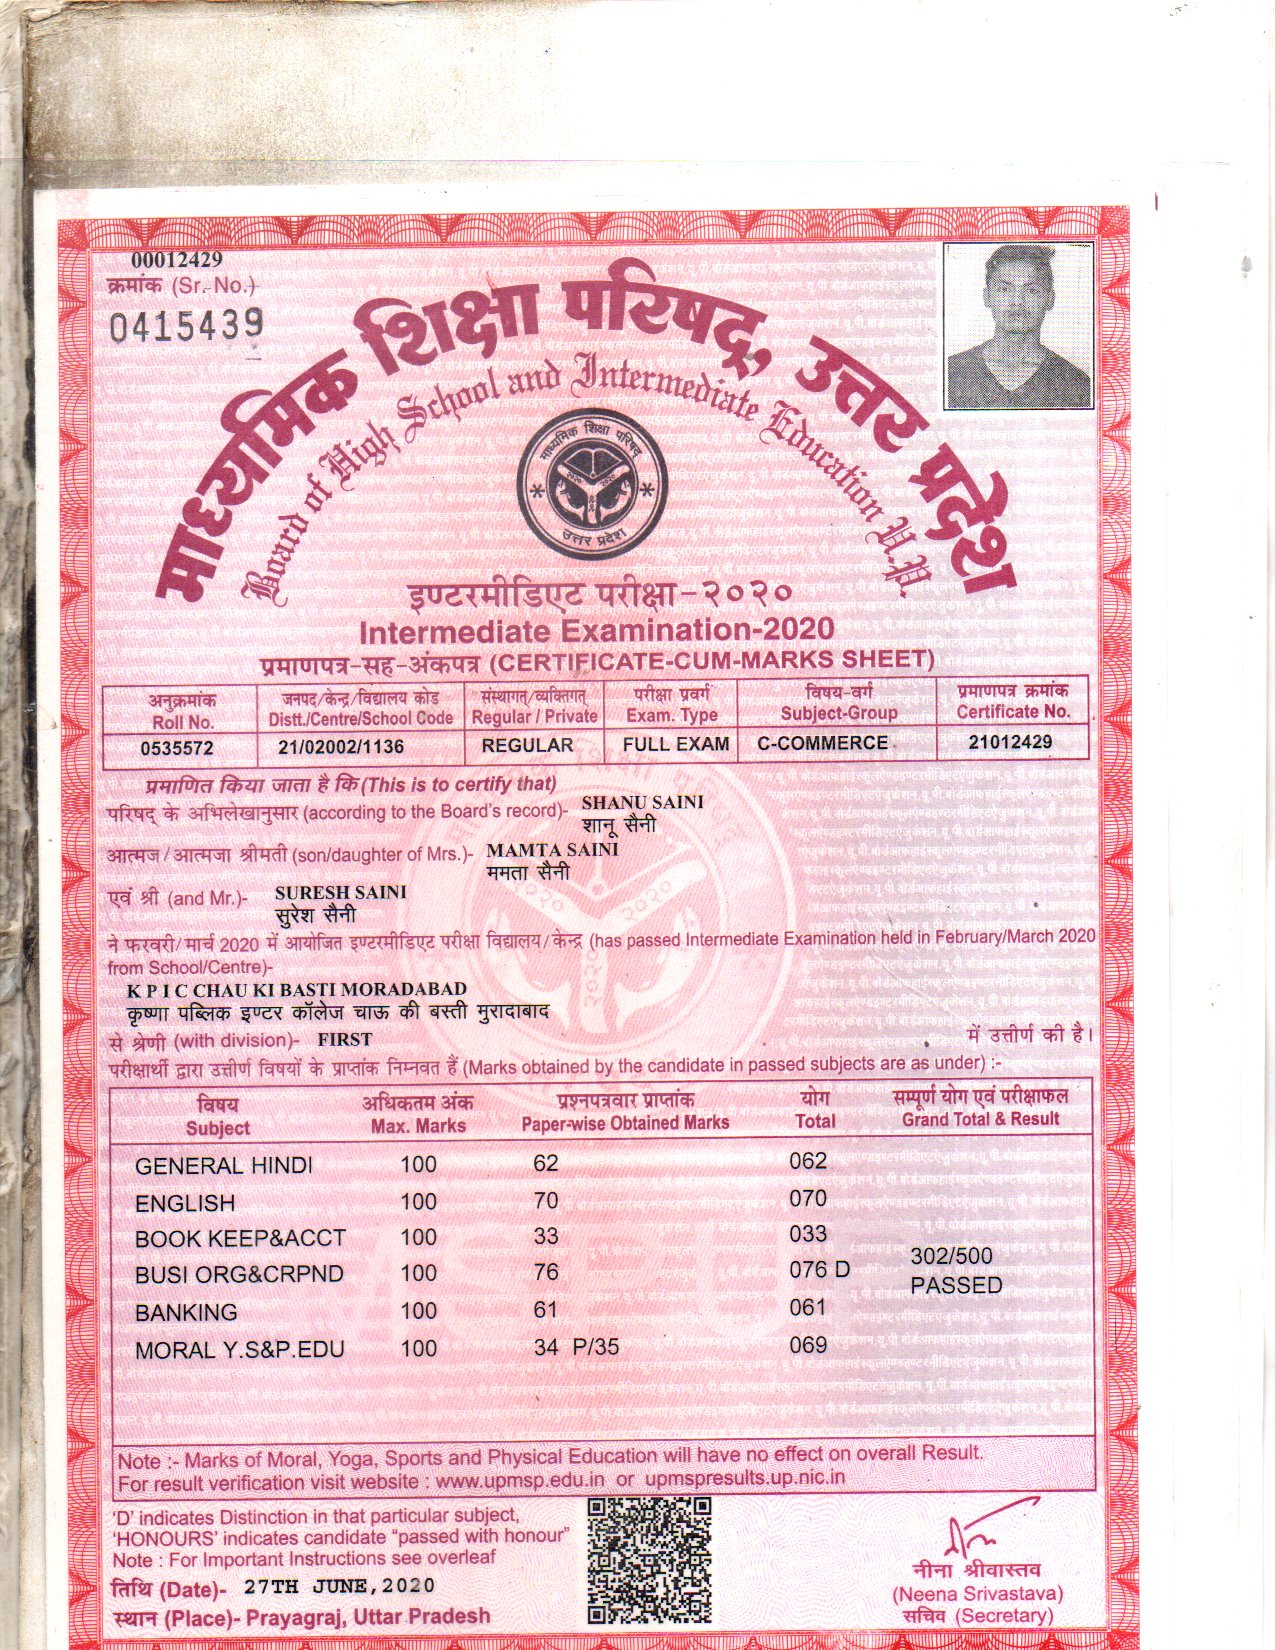 00012429
क्रमांक (Sr. No.)
0415439
माध्यमिक शिक्षा परिषद्, उत्तर प्रदेश
Board of High School and Intermediate Education U.P.
माध्यमिक शिक्षा परिषद
उत्तर प्रदेश
इण्टरमीडिएट परीक्षा-२०२०
Intermediate Examination-2020
प्रमाणपत्र-सह-अंकपत्र (CERTIFICATE-CUM-MARKS SHEET)
अनुक्रमांक जनपद/केन्द्र/विद्यालय कोड संस्थागत/व्यक्तिगत् परीक्षा प्रवर्ग विषय-वर्ग प्रमाणपत्र क्रमांक
Roll No. Distt./Centre/School Code Regular / Private Exam. Type Subject-Group Certificate No.
0535572 21/02002/1136 REGULAR FULL EXAM C-COMMERCE 21012429
प्रमाणित किया जाता है कि (This is to certify that)
परिषद् के अभिलेखानुसार (according to the Board's record)- SHANU SAINI
शानू सैनी
आत्मज/आत्मजा श्रीमती (son/daughter of Mrs.)- MAMTA SAINI
ममता सैनी
एवं श्री (and Mr.)- SURESH SAINI
सुरेश सैनी
ने फरवरी/मार्च 2020 में आयोजित इण्टरमीडिएट परीक्षा विद्यालय/केन्द्र (has passed Intermediate Examination held in February/March 2020
from School/Centre)-
K P I C CHAU KI BASTI MORADABAD
कृष्णा पब्लिक इण्टर कॉलेज चाऊ की बस्ती मुरादाबाद
से श्रेणी (with division)- FIRST में उत्तीर्ण की है।
परीक्षार्थी द्वारा उत्तीर्ण विषयों के प्राप्तांक निम्नवत हैं (Marks obtained by the candidate in passed subjects are as under) :-
विषय अधिकतम अंक प्रश्नपत्रवार प्राप्तांक योग सम्पूर्ण योग एवं परीक्षाफल
Subject Max. Marks Paper-wise Obtained Marks Total Grand Total & Result
GENERAL HINDI 100 62 062
ENGLISH 100 70 070
BOOK KEEP&ACCT 100 33 033
302/500
BUSI ORG&CRPND 100 76 076 D
PASSED
BANKING 100 61 061
MORAL Y.S&P.EDU 100 34 P/35 069
Note :- Marks of Moral, Yoga, Sports and Physical Education will have no effect on overall Result.
For result verification visit website : www.upmsp.edu.in or upmspresults.up.nic.in
'D' indicates Distinction in that particular subject,
'HONOURS' indicates candidate "passed with honour"
Note : For Important Instructions see overleaf
तिथि (Date)- 27TH JUNE,2020
स्थान (Place)- Prayagraj, Uttar Pradesh
नीना श्रीवास्तव
(Neena Srivastava)
सचिव (Secretary)